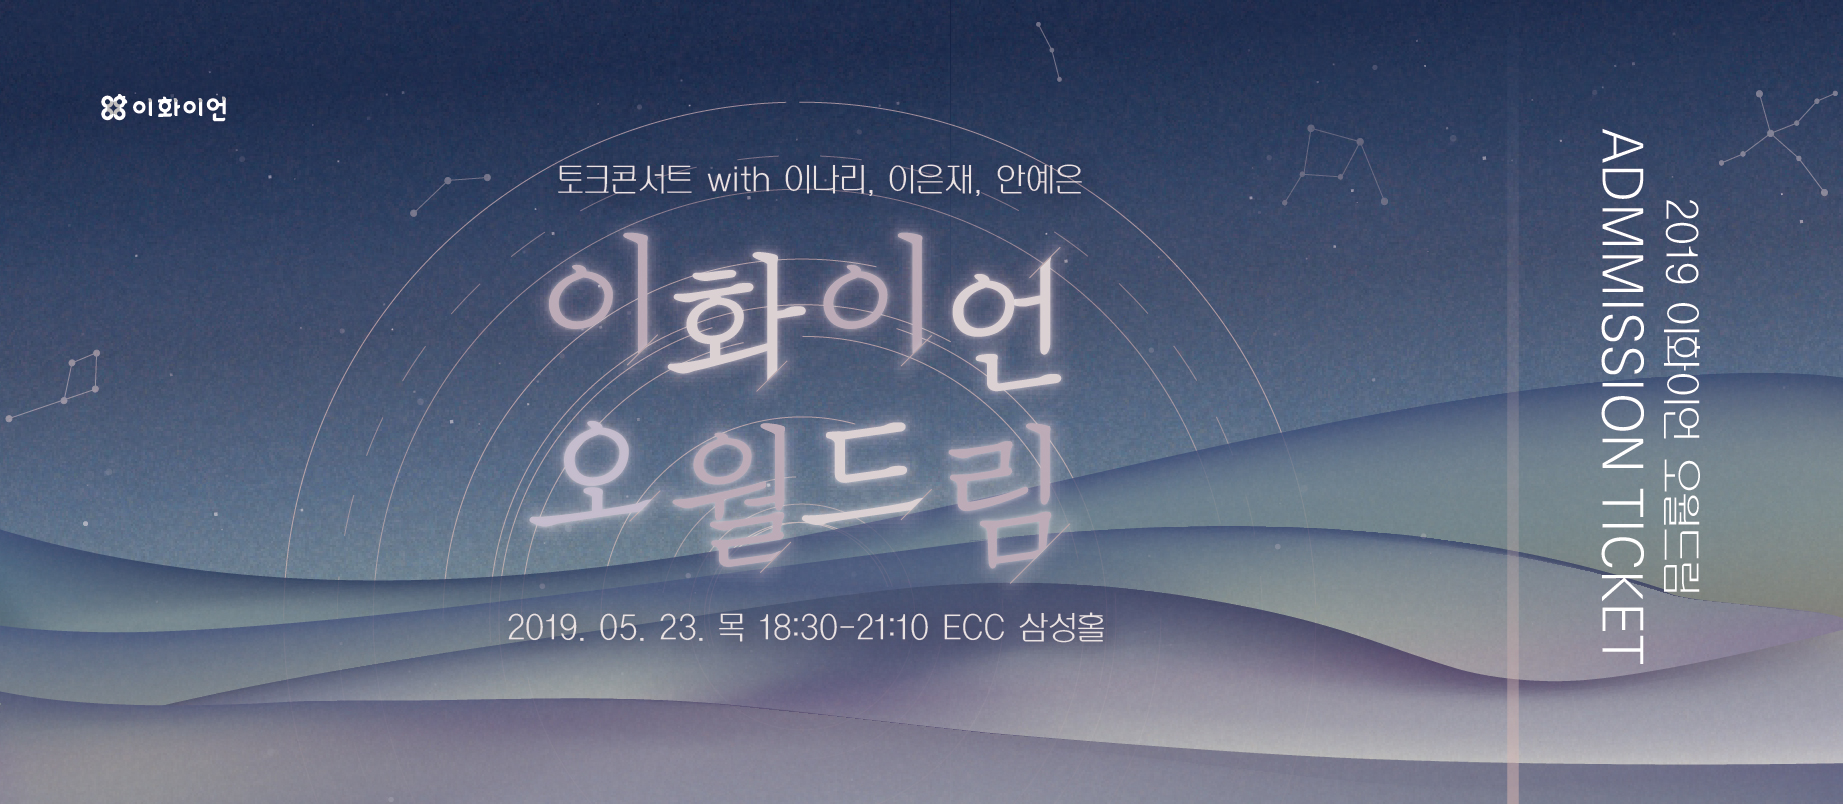 이화이언
토크콘서트 with 이나리, 이은재, 안예은
이화이언
오월드림
2019. 05. 23. 목 18:30-21:10 ECC 삼성홀
2019 이화이언 오월드림
ADMMISSION TICKET